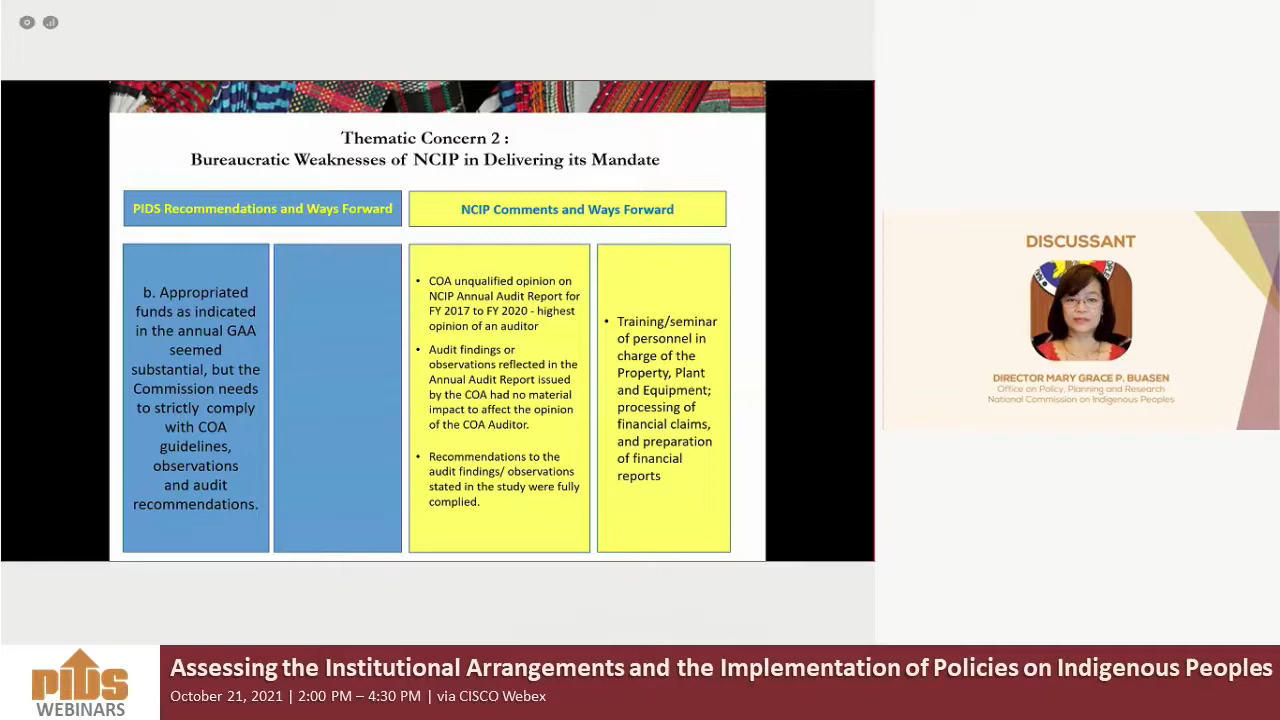 Thematic Concern 2 :
Bureaucratic Weaknesses of NCIP in Delivering its Mandate
PIDS Recommendations and Ways Forward
NCIP Comments and Ways Forward
b. Appropriated
funds as indicated
in the annual GAA
seemed
substantial, but the
Commission needs
to strictly comply
with COA
guidelines,
observations
and audit
recommendations.
• COA unqualified opinion on
NCIP Annual Audit Report for
FY 2017 to FY 2020 - highest
opinion of an auditor
• Audit findings or
observations reflected in the
Annual Audit Report issued
by the COA had no material
impact to affect the opinion
of the COA Auditor.
• Recommendations to the
audit findings/ observations
stated in the study were fully
complied.
• Training/seminar
of personnel in
charge of the
Property, Plant
and Equipment;
processing of
financial claims,
and preparation
of financial
reports
DISCUSSANT
DIRECTOR MARY GRACE P. BUASEN
Office on Policy, Planning and Research
National Commission on Indigenous Peoples
PIDS
WEBINARS
Assessing the Institutional Arrangements and the Implementation of Policies on Indigenous Peoples
October 21, 2021 | 2:00 PM – 4:30 PM | via CISCO Webex